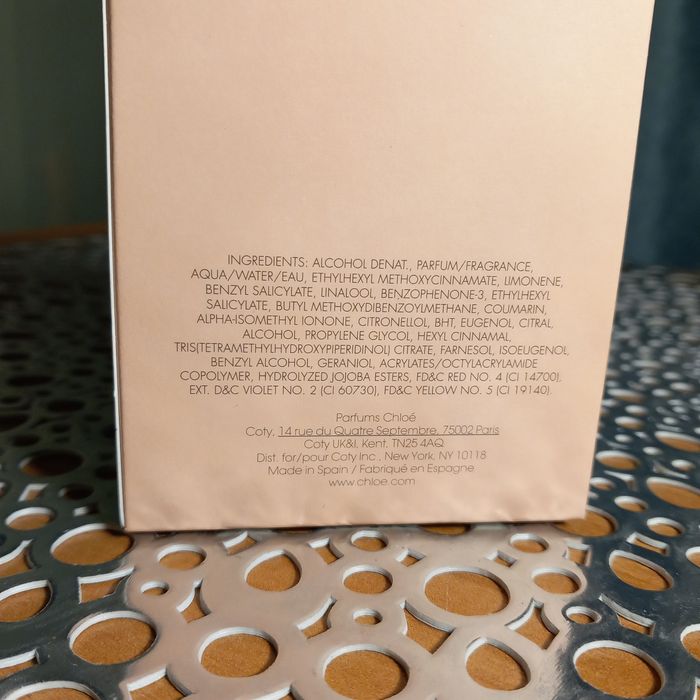 INGREDIENTS: ALCOHOL DENAT., PARFUM/FRAGRANCE,
AQUA/WATER/EAU, ETHYLHEXYL METHOXYCINNAMATE, LIMONENE,
BENZYL SALICYLATE, LINALOOL, BENZOPHENONE-3, ETHYLHEXYL
SALICYLATE, BUTYL METHOXYDIBENZOYLMETHANE, COUMARIN,
ALPHA-ISOMETHYL IONONE, CITRONELLOL, BHT, EUGENOL, CITRAL,
ALCOHOL, PROPYLENE GLYCOL, HEXYL CINNAMAL,
TRIS(TETRAMETHYLHYDROXYPIPERIDINOL) CITRATE, FARNESOL, ISOEUGENOL,
BENZYL ALCOHOL, GERANIOL, ACRYLATES/OCTYLACRYLAMIDE
COPOLYMER, HYDROLYZED JOJOBA ESTERS, FD&C RED NO. 4 (CI 14700),
EXT. D&C VIOLET NO. 2 (CI 60730), FD&C YELLOW NO. 5 (CI 19140).
Parfums Chloé
Coty, 14 rue du Quatre Septembre, 75002 Paris
Coty UK&I, Kent. TN25 4AQ
Dist. for/pour Coty Inc., New York, NY 10118
Made in Spain / Fabriqué en Espagne
www.chloe.com